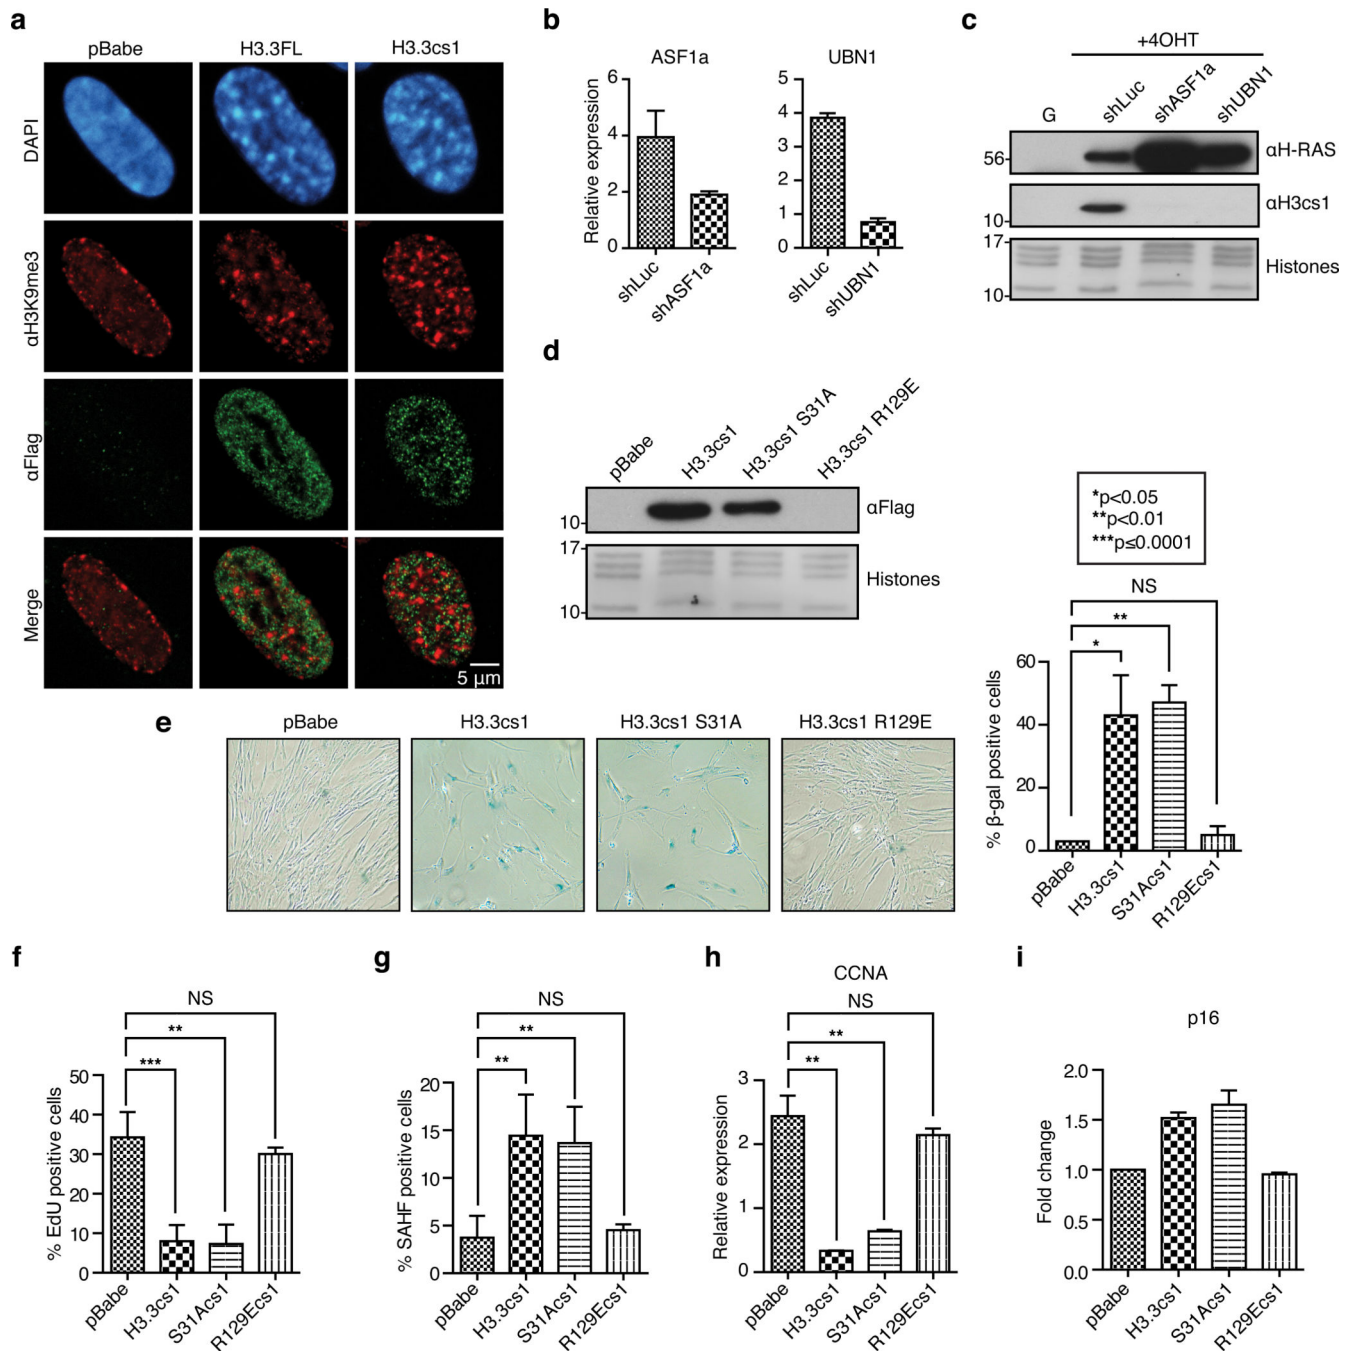 a
pBabe
H3.3FL
H3.3cs1
DAPI
αH3K9me3
αFlag
Merge
5 µm
b
ASF1a
Relative expression
6
4
2
0
shLuc
shASF1a
UBN1
5
4
3
2
1
0
shLuc
shUBN1
c
+4OHT
G
shLuc
shASF1a
shUBN1
56-
αH-RAS
αH3cs1
10-
17-
Histones
10-
d
pBabe
H3.3cs1
H3.3cs1 S31A
H3.3cs1 R129E
αFlag
10-
17-
Histones
10-
*p<0.05
**p<0.01
***p≤0.0001
e
pBabe
H3.3cs1
H3.3cs1 S31A
H3.3cs1 R129E
NS
**
*
% β-gal positive cells
60
40
20
0
pBabe
H3.3cs1
S31Acs1
R129Ecs1
f
NS
**
***
% EdU positive cells
50
40
30
20
10
0
pBabe
H3.3cs1
S31Acs1
R129Ecs1
g
NS
**
**
% SAHF positive cells
20
15
10
5
0
pBabe
H3.3cs1
S31Acs1
R129Ecs1
h
CCNA
NS
**
**
Relative expression
3
2
1
0
pBabe
H3.3cs1
S31Acs1
R129Ecs1
i
p16
Fold change
2.0
1.5
1.0
0.5
0.0
pBabe
H3.3cs1
S31Acs1
R129Ecs1